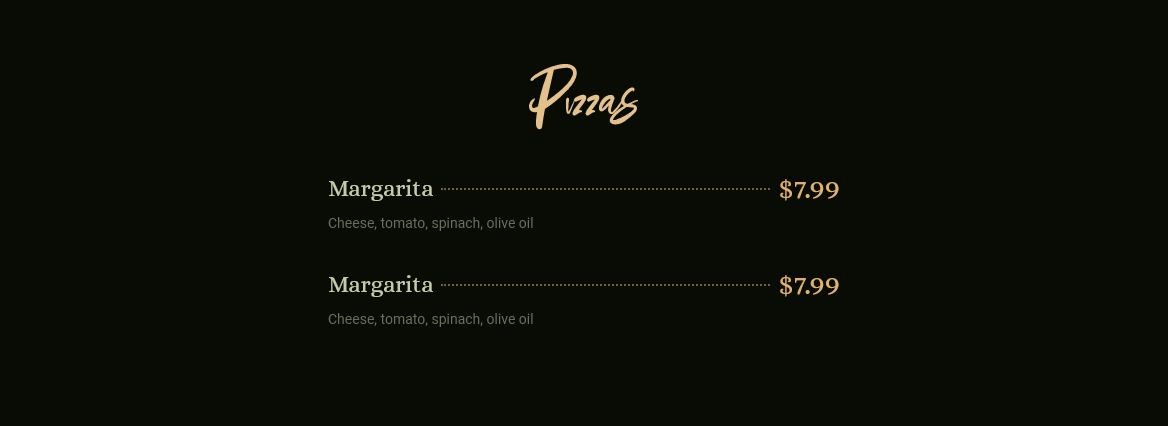 Pizzas
Margarita $7.99
Cheese, tomato, spinach, olive oil
Margarita $7.99
Cheese, tomato, spinach, olive oil